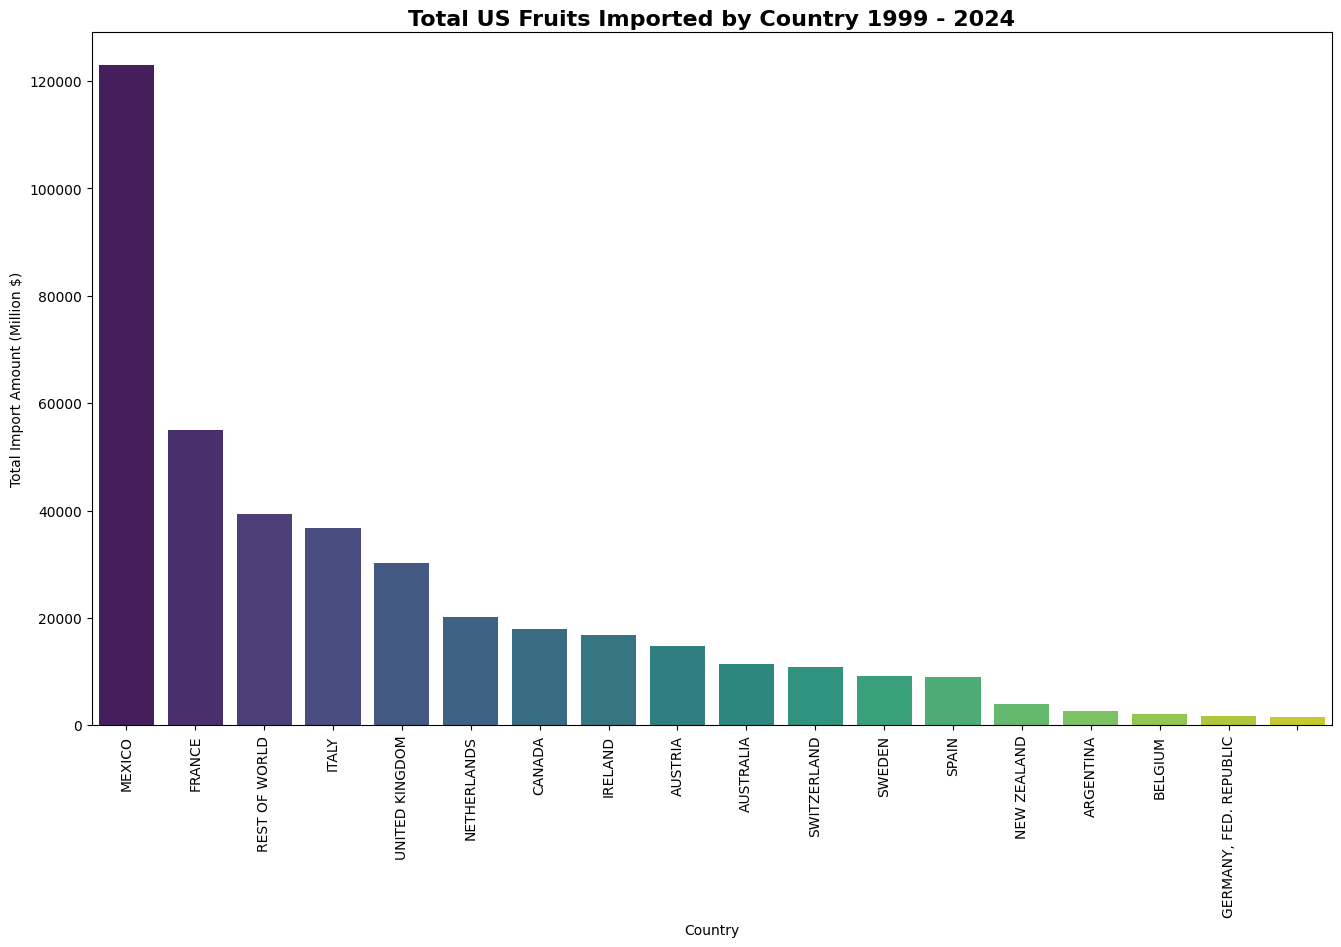 Total US Fruits Imported by Country 1999 - 2024
Total Import Amount (Million $)
120000
100000
80000
60000
40000
20000
0
MEXICO
FRANCE
REST OF WORLD
ITALY
UNITED KINGDOM
NETHERLANDS
CANADA
IRELAND
AUSTRIA
AUSTRALIA
SWITZERLAND
SWEDEN
SPAIN
NEW ZEALAND
ARGENTINA
BELGIUM
GERMANY, FED. REPUBLIC
Country